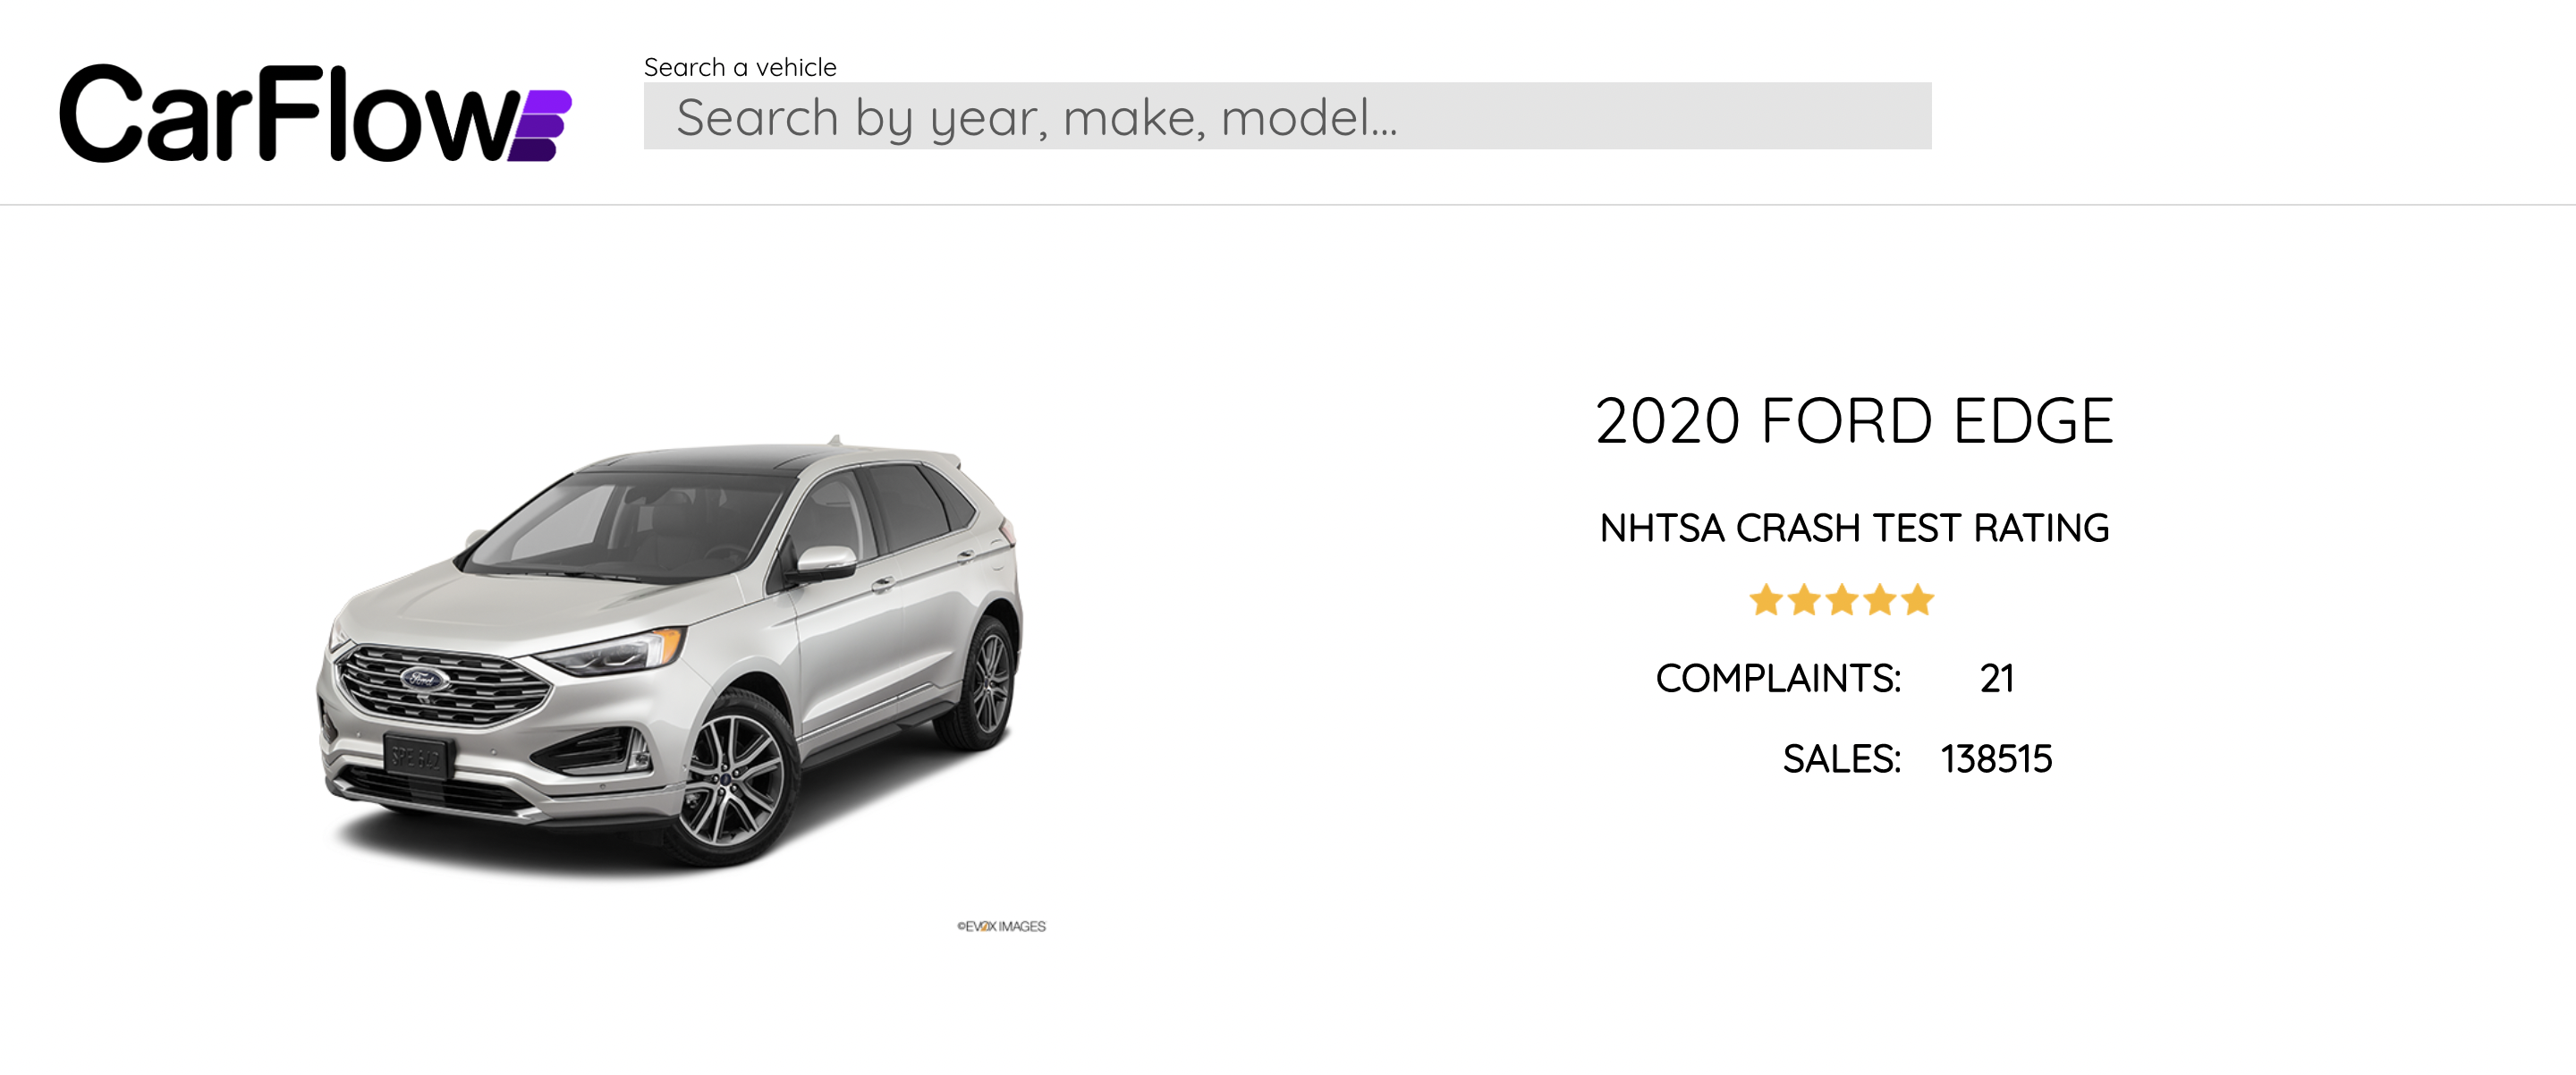 CarFlow
Search a vehicle
Search by year, make, model...
2020 FORD EDGE
NHTSA CRASH TEST RATING
COMPLAINTS: 21
SALES: 138515
Ford
©EVOX IMAGES